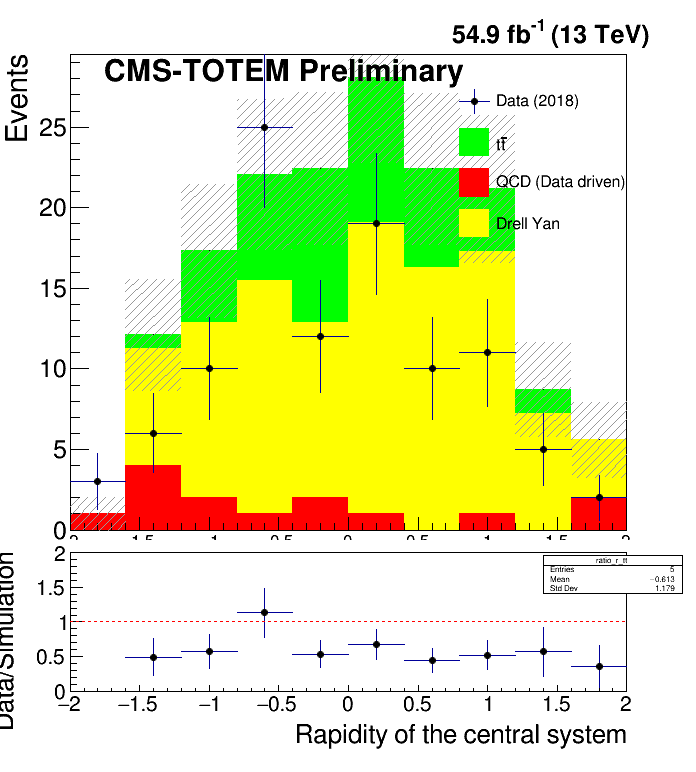 54.9 fb-1 (13 TeV)
CMS-TOTEM Preliminary
Events
25
20
15
10
5
0
Data (2018)
tt̄
QCD (Data driven)
Drell Yan
−2 −1.5 −1 −0.5 0 0.5 1 1.5 2
Data/Simulation
2
1.5
1
0.5
0
ratio_r_tt
Entries 5
Mean −0.613
Std Dev 1.179
−2 −1.5 −1 −0.5 0 0.5 1 1.5 2
Rapidity of the central system